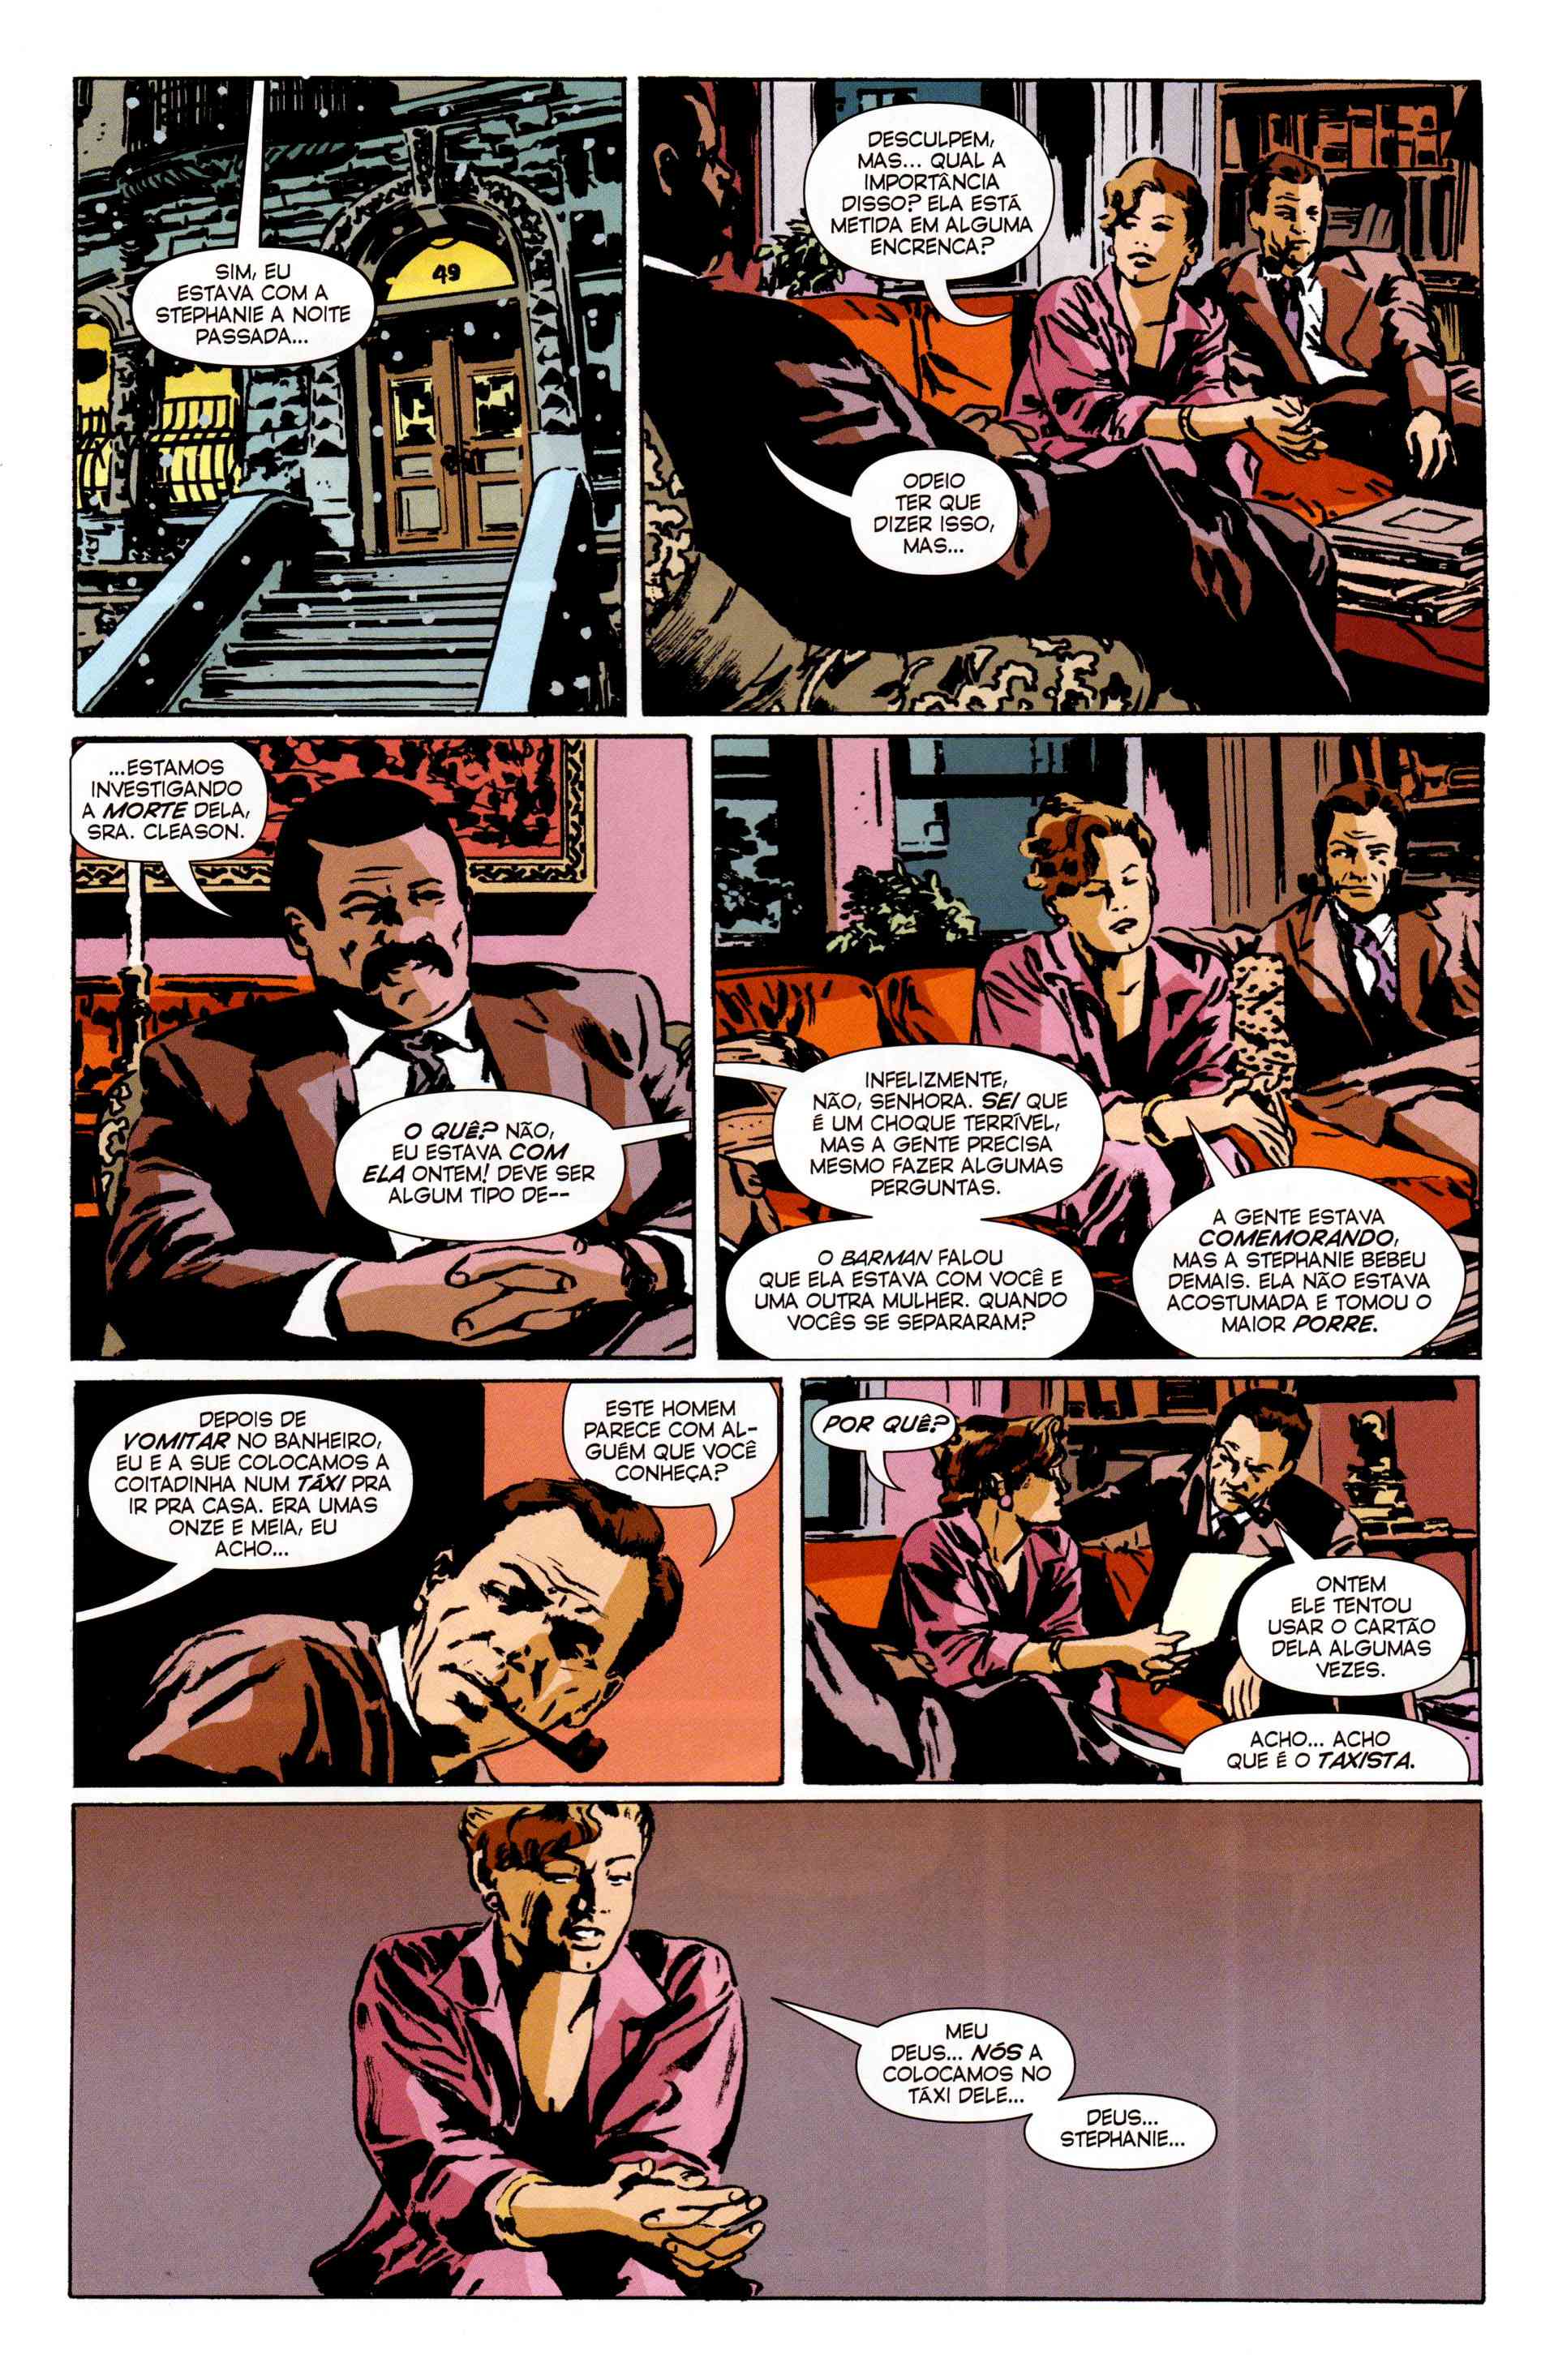 SIM, EU
ESTAVA COM A
STEPHANIE A NOITE
PASSADA...
49
DESCULPEM,
MAS... QUAL A
IMPORTÂNCIA
DISSO? ELA ESTÁ
METIDA EM ALGUMA
ENCRENCA?
ODEIO
TER QUE
DIZER ISSO,
MAS...
...ESTAMOS
INVESTIGANDO
A MORTE DELA,
SRA. CLEASON.
O QUÊ? NÃO,
EU ESTAVA COM
ELA ONTEM! DEVE SER
ALGUM TIPO DE--
INFELIZMENTE,
NÃO, SENHORA. SEI QUE
É UM CHOQUE TERRÍVEL,
MAS A GENTE PRECISA
MESMO FAZER ALGUMAS
PERGUNTAS.
O BARMAN FALOU
QUE ELA ESTAVA COM VOCÊ E
UMA OUTRA MULHER. QUANDO
VOCÊS SE SEPARARAM?
A GENTE ESTAVA
COMEMORANDO,
MAS A STEPHANIE BEBEU
DEMAIS. ELA NÃO ESTAVA
ACOSTUMADA E TOMOU O
MAIOR PORRE.
DEPOIS DE
VOMITAR NO BANHEIRO,
EU E A SUE COLOCAMOS A
COITADINHA NUM TÁXI PRA
IR PRA CASA. ERA UMAS
ONZE E MEIA, EU
ACHO...
ESTE HOMEM
PARECE COM AL-
GUÉM QUE VOCÊ
CONHEÇA?
POR QUÊ?
ONTEM
ELE TENTOU
USAR O CARTÃO
DELA ALGUMAS
VEZES.
ACHO... ACHO
QUE É O TAXISTA.
MEU
DEUS... NÓS A
COLOCAMOS NO
TÁXI DELE...
DEUS...
STEPHANIE...